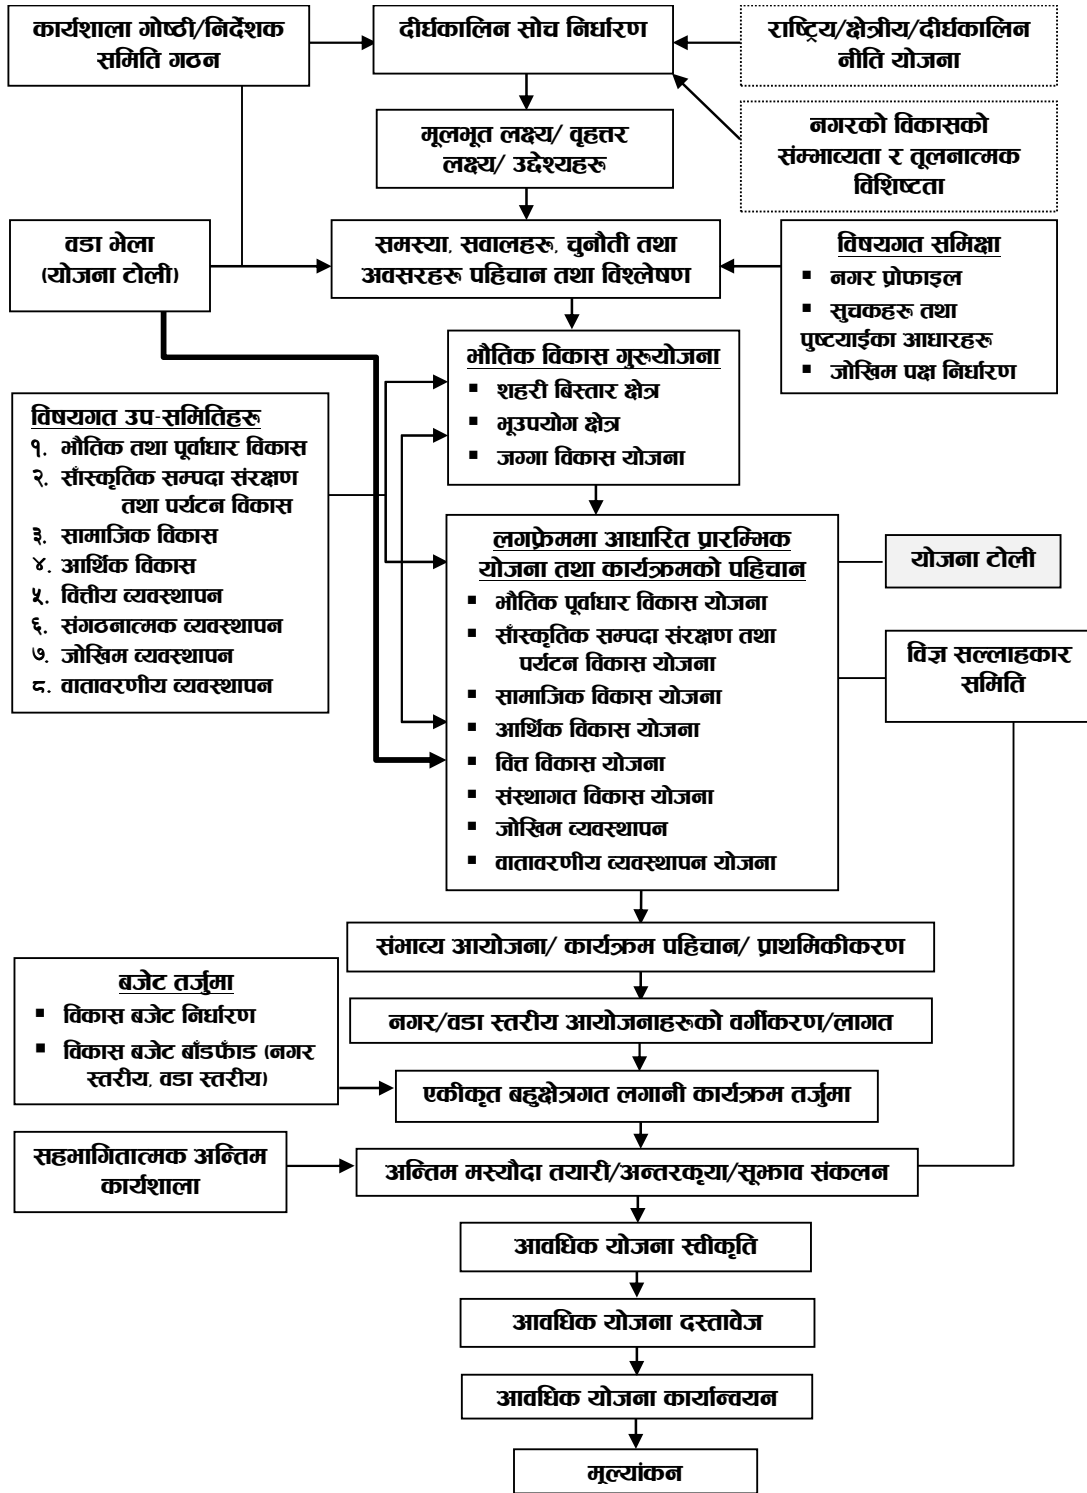 कार्यशाला गोष्ठी/निर्देशक
समिति गठन
दीर्घकालिन सोच निर्धारण
राष्ट्रिय/क्षेत्रीय/दीर्घकालिन
नीति योजना
मूलभूत लक्ष्य/ वृहत्तर
लक्ष्य/ उद्देश्यहरू
नगरको विकासको
संम्भाव्यता र तूलनात्मक
विशिष्टता
वडा भेला
(योजना टोली)
समस्या, सवालहरू, चुनौती तथा
अवसरहरू पहिचान तथा विश्लेषण
विषयगत समिक्षा
▪ नगर प्रोफाइल
▪ सुचकहरू तथा
पुष्टयाईका आधारहरू
▪ जोखिम पक्ष निर्धारण
भौतिक विकास गुरुयोजना
▪ शहरी बिस्तार क्षेत्र
▪ भूउपयोग क्षेत्र
▪ जग्गा विकास योजना
विषयगत उप-समितिहरू
१. भौतिक तथा पूर्वाधार विकास
२. साँस्कृतिक सम्पदा संरक्षण
तथा पर्यटन विकास
३. सामाजिक विकास
४. आर्थिक विकास
५. वित्तीय व्यवस्थापन
६. संगठनात्मक व्यवस्थापन
७. जोखिम व्यवस्थापन
८. वातावरणीय व्यवस्थापन
लगफ्रेममा आधारित प्रारम्भिक
योजना तथा कार्यक्रमको पहिचान
▪ भौतिक पूर्वाधार विकास योजना
▪ साँस्कृतिक सम्पदा संरक्षण तथा
पर्यटन विकास योजना
▪ सामाजिक विकास योजना
▪ आर्थिक विकास योजना
▪ वित्त विकास योजना
▪ संस्थागत विकास योजना
▪ जोखिम व्यवस्थापन
▪ वातावरणीय व्यवस्थापन योजना
योजना टोली
विज्ञ सल्लाहकार
समिति
संभाव्य आयोजना/ कार्यक्रम पहिचान/ प्राथमिकीकरण
बजेट तर्जुमा
▪ विकास बजेट निर्धारण
▪ विकास बजेट बाँडफाँड (नगर
स्तरीय, वडा स्तरीय)
नगर/वडा स्तरीय आयोजनाहरूको वर्गीकरण/लागत
एकीकृत बहुक्षेत्रगत लगानी कार्यक्रम तर्जुमा
सहभागितात्मक अन्तिम
कार्यशाला
अन्तिम मस्यौदा तयारी/अन्तरकृया/सूझाव संकलन
आवधिक योजना स्वीकृति
आवधिक योजना दस्तावेज
आवधिक योजना कार्यान्वयन
मूल्यांकन